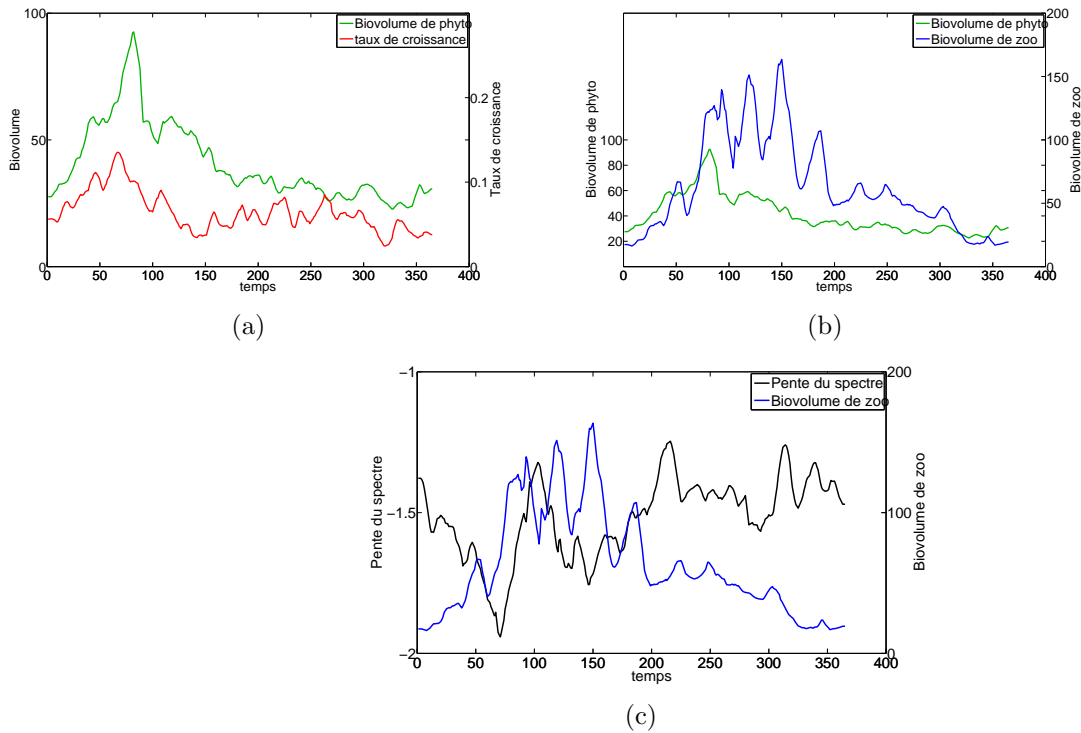 100
50
0
Biovolume
0 50 100 150 200 250 300 350 400
temps
0.2
0.1
0
Taux de croissance
Biovolume de phyto
taux de croissance
(a)
100
80
60
40
20
Biovolume de phyto
0 50 100 150 200 250 300 350 400
temps
200
150
100
50
0
Biovolume de zoo
Biovolume de phyto
Biovolume de zoo
(b)
−1
−1.5
−2
Pente du spectre
0 50 100 150 200 250 300 350 400
temps
200
100
0
Biovolume de zoo
Pente du spectre
Biovolume de zoo
(c)